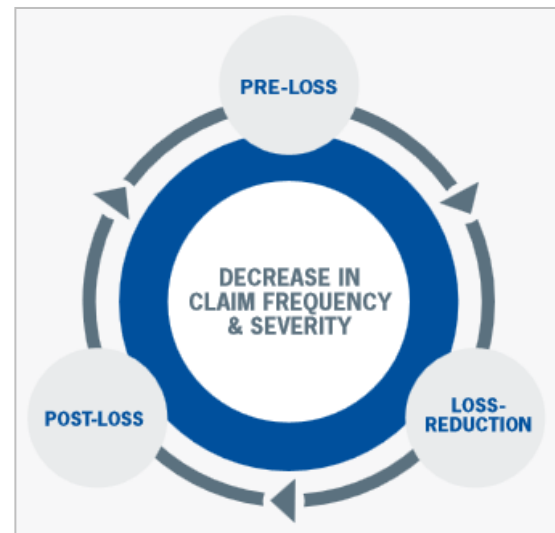 PRE-LOSS
DECREASE IN
CLAIM FREQUENCY
& SEVERITY
POST-LOSS
LOSS-
REDUCTION